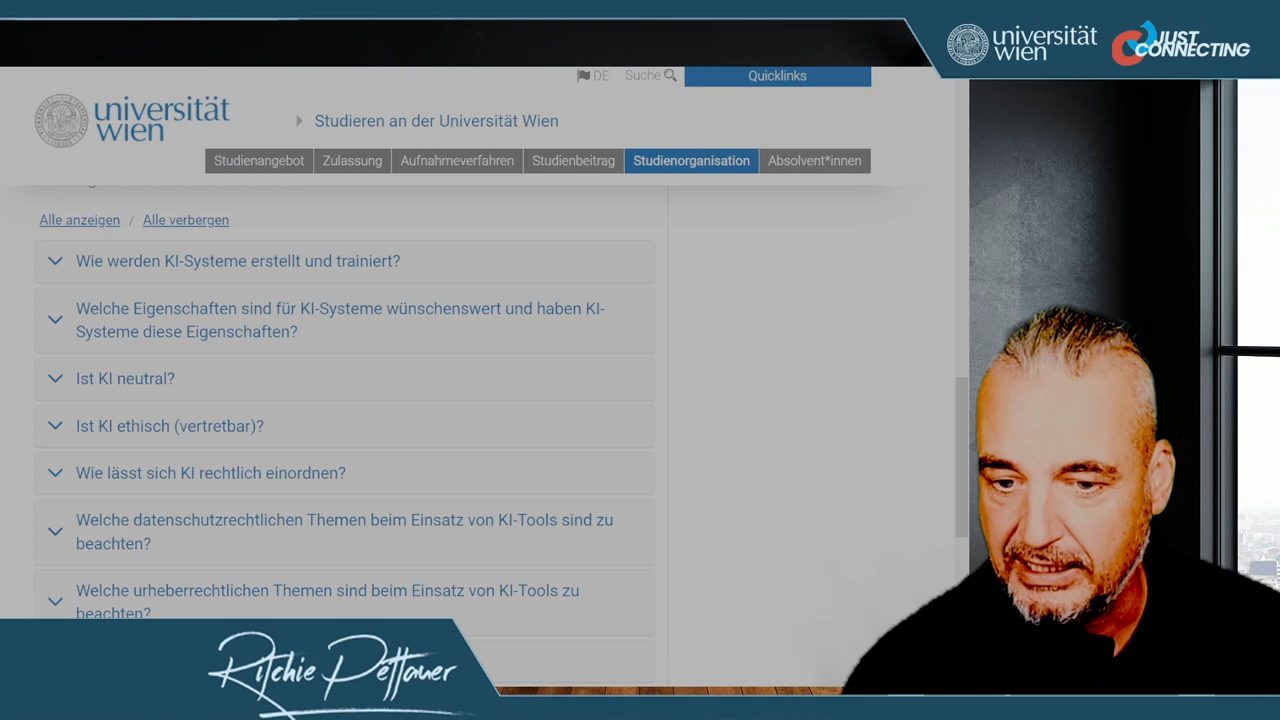 universität
wien
JUST
CONNECTING
DE
Suche
Quicklinks
universität
wien
Studieren an der Universität Wien
Studienangebot
Zulassung
Aufnahmeverfahren
Studienbeitrag
Studienorganisation
Absolvent*innen
Alle anzeigen / Alle verbergen
Wie werden KI-Systeme erstellt und trainiert?
Welche Eigenschaften sind für KI-Systeme wünschenswert und haben KI-
Systeme diese Eigenschaften?
Ist KI neutral?
Ist KI ethisch (vertretbar)?
Wie lässt sich KI rechtlich einordnen?
Welche datenschutzrechtlichen Themen beim Einsatz von KI-Tools sind zu
beachten?
Welche urheberrechtlichen Themen sind beim Einsatz von KI-Tools zu
beachten?
Ritchie Pettauer